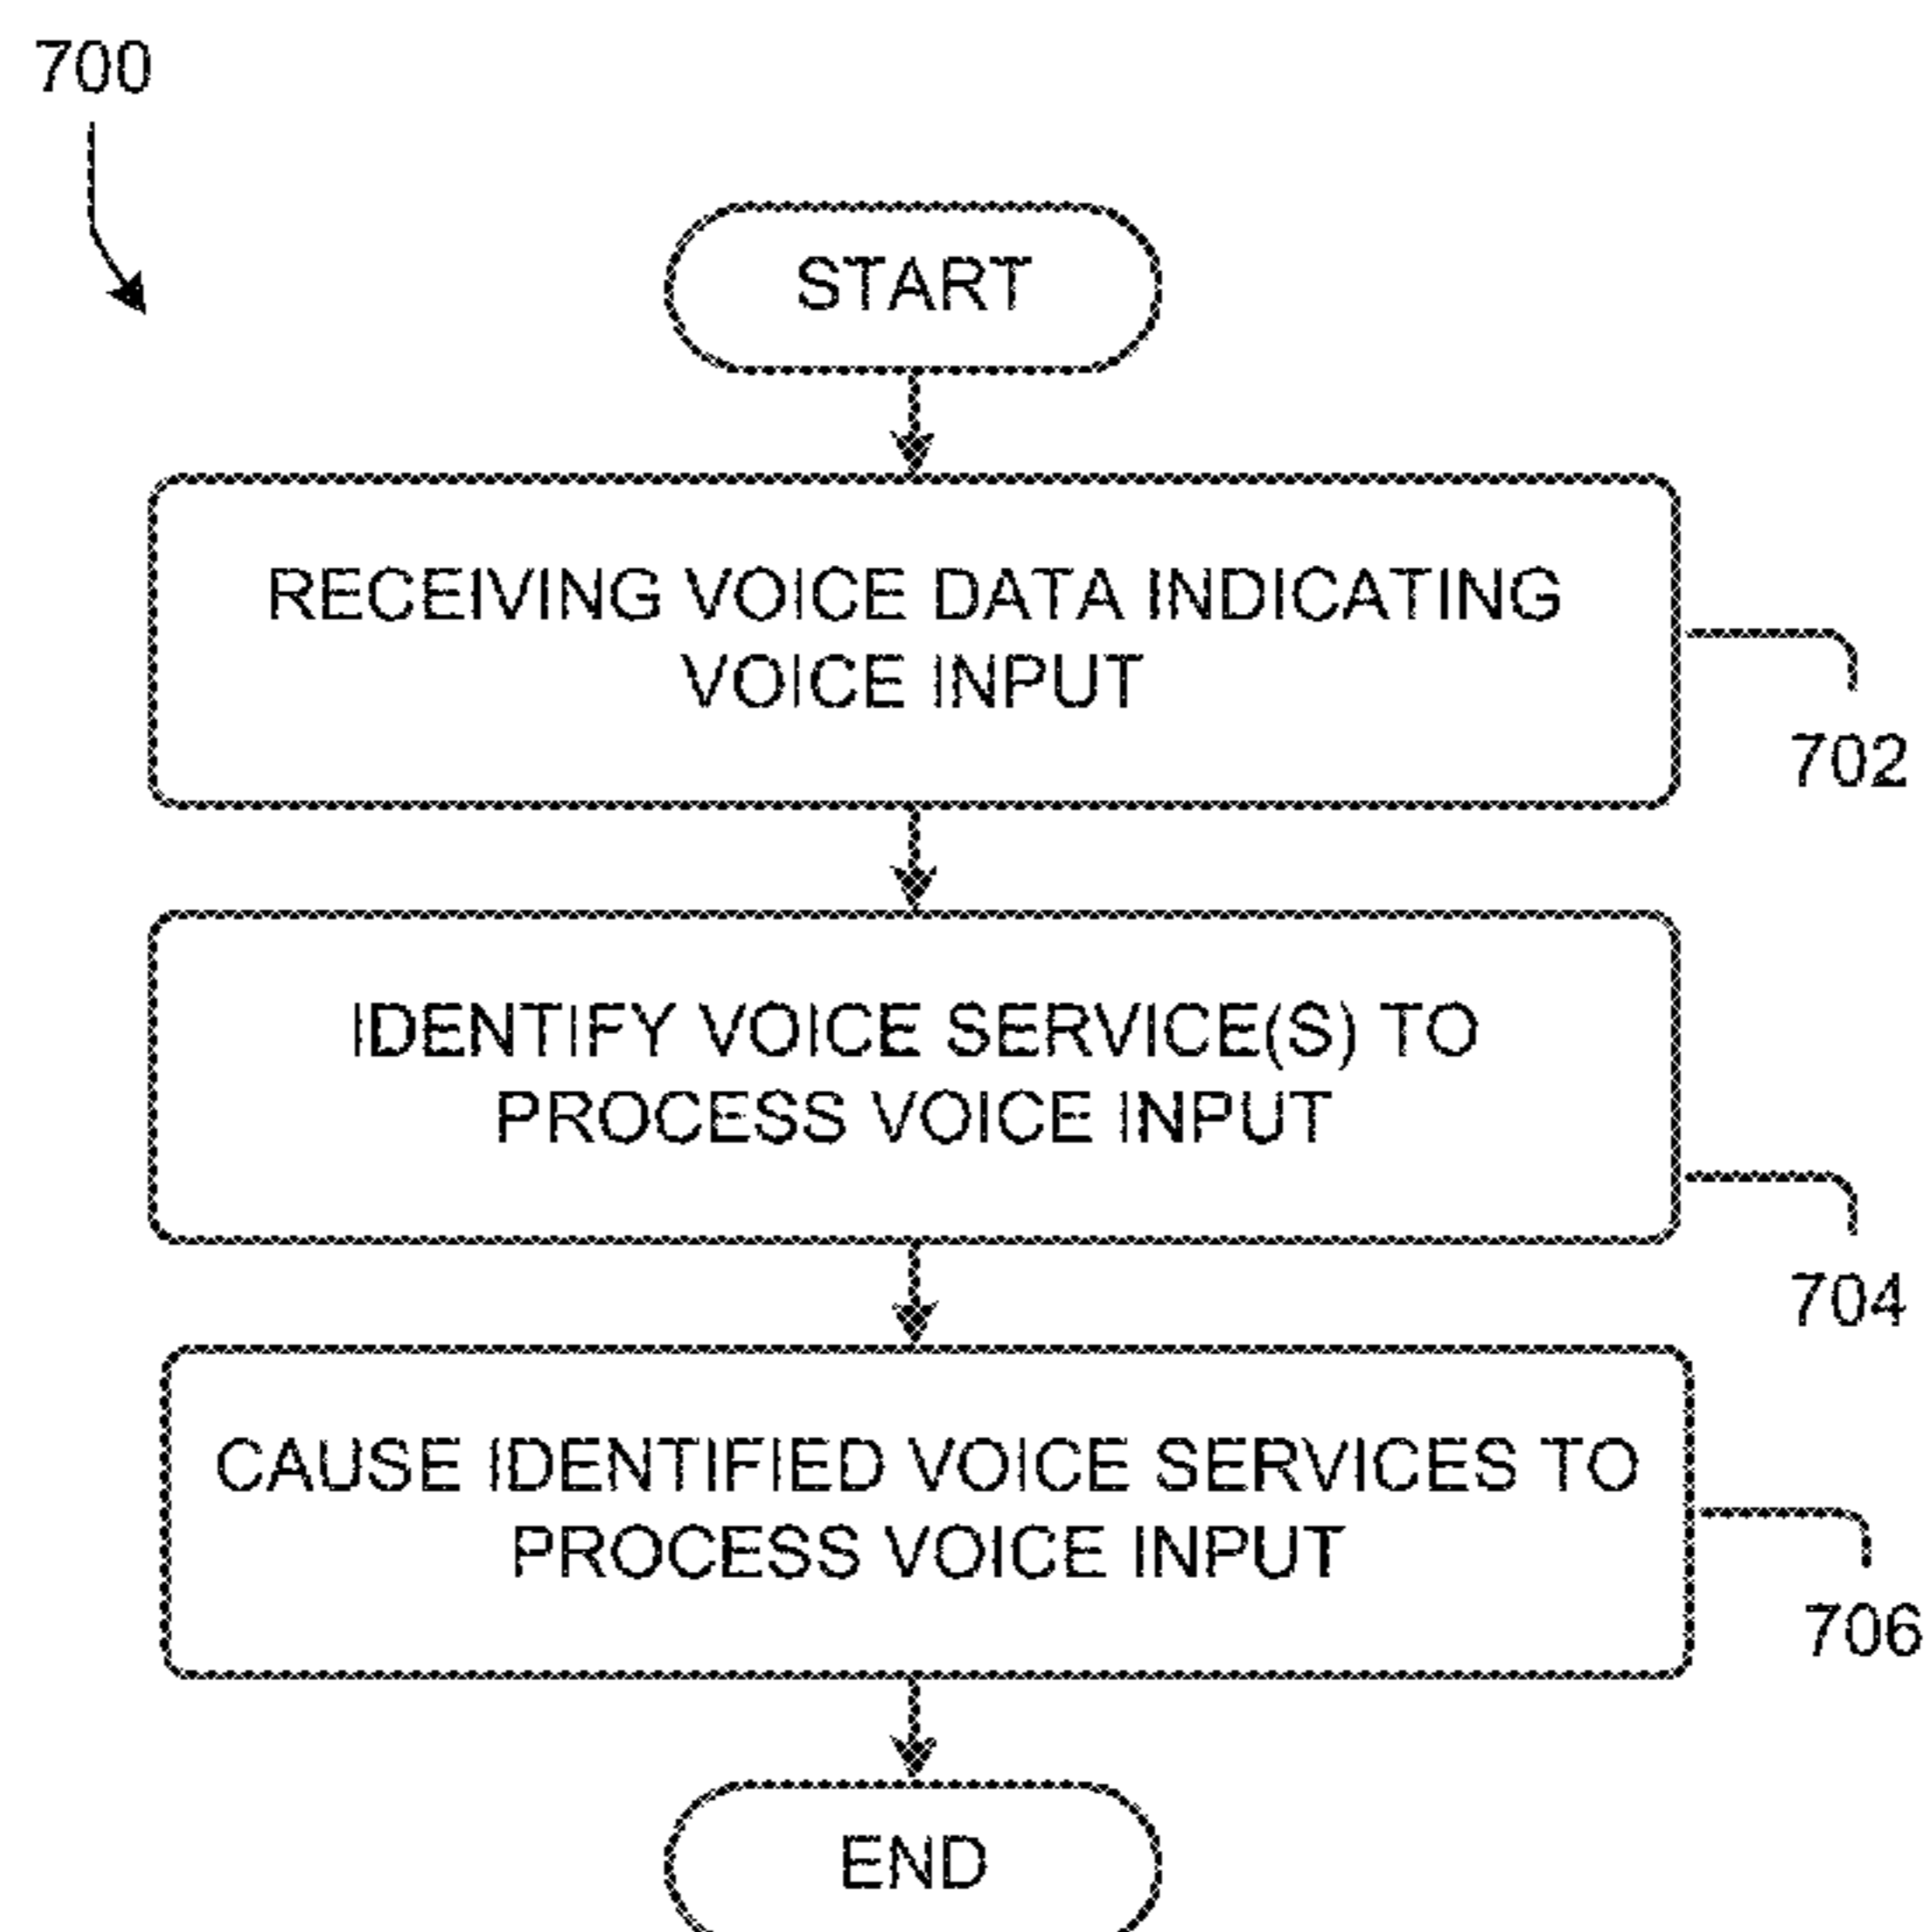 700
START
RECEIVING VOICE DATA INDICATING
VOICE INPUT
702
IDENTIFY VOICE SERVICE(S) TO
PROCESS VOICE INPUT
704
CAUSE IDENTIFIED VOICE SERVICES TO
PROCESS VOICE INPUT
706
END